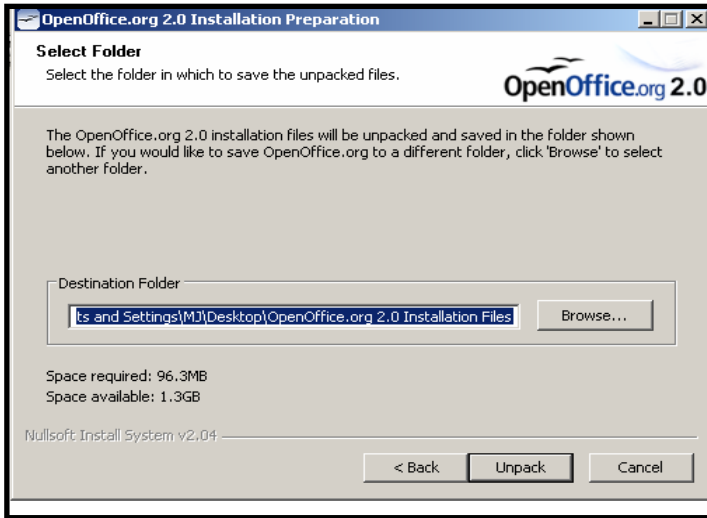 OpenOffice.org 2.0 Installation Preparation
Select Folder
Select the folder in which to save the unpacked files.
OpenOffice.org 2.0
The OpenOffice.org 2.0 installation files will be unpacked and saved in the folder shown
below. If you would like to save OpenOffice.org to a different folder, click 'Browse' to select
another folder.
Destination Folder
ts and Settings\MJ\Desktop\OpenOffice.org 2.0 Installation Files
Browse...
Space required: 96.3MB
Space available: 1.3GB
Nullsoft Install System v2.04
< Back Unpack Cancel